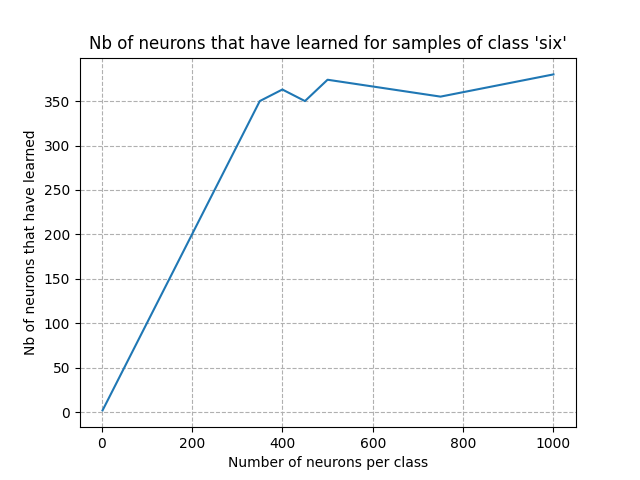 Nb of neurons that have learned for samples of class 'six'
Nb of neurons that have learned
350
300
250
200
150
100
50
0
0 200 400 600 800 1000
Number of neurons per class